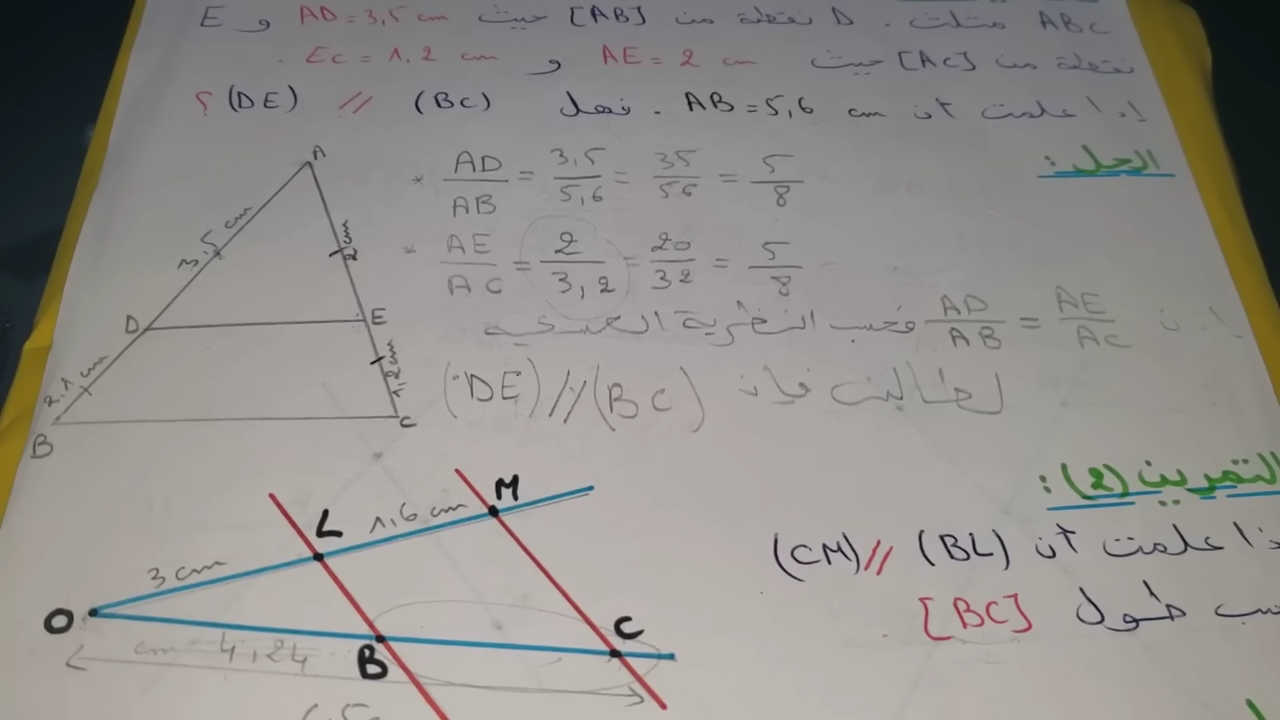 ABC مثلث. D نقطة من [AB] حيث AD = 3,5 cm و E
نقطة من [AC] حيث AE = 2 cm و EC = 1,2 cm .
إذا علمت أن AB = 5,6 cm . فهل (BC) // (DE) ؟
الحل:
* AD/AB = 3,5/5,6 = 35/56 = 5/8
* AE/AC = 2/3,2 = 20/32 = 5/8
AD/AB = AE/AC فحسب النظرية العكسية
لطاليس فإن (DE) // (BC)
A
3,5 cm
2 cm
D
E
2,1 cm
1,2 cm
B
C
التمرين (2):
علمت أن (BL) // (CM)
طول [BC]
M
L
1,6 cm
3 cm
O
C
4,24 cm
B